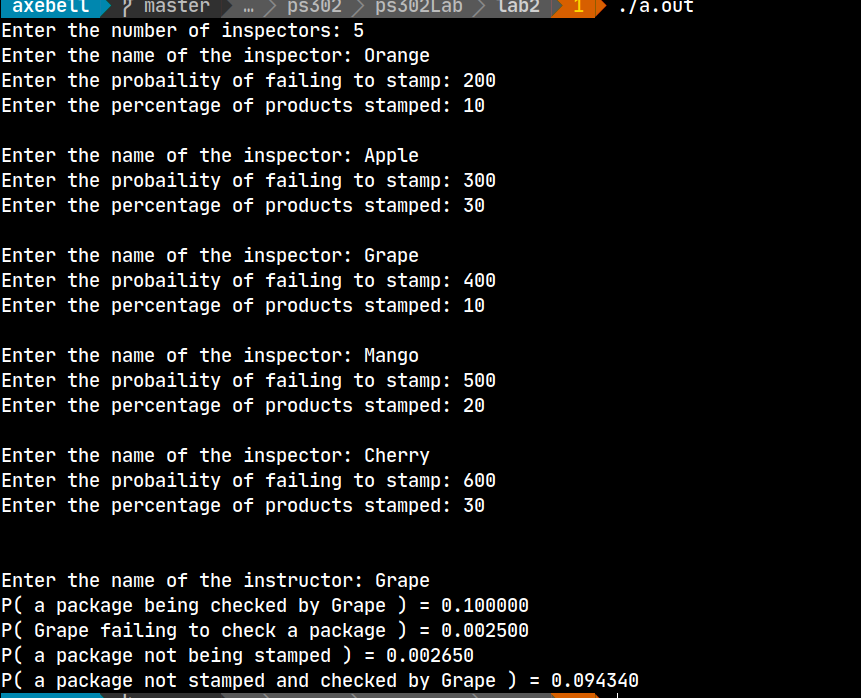 axebell master … ps302 ps302Lab lab2 1 ./a.out
Enter the number of inspectors: 5
Enter the name of the inspector: Orange
Enter the probaility of failing to stamp: 200
Enter the percentage of products stamped: 10
Enter the name of the inspector: Apple
Enter the probaility of failing to stamp: 300
Enter the percentage of products stamped: 30
Enter the name of the inspector: Grape
Enter the probaility of failing to stamp: 400
Enter the percentage of products stamped: 10
Enter the name of the inspector: Mango
Enter the probaility of failing to stamp: 500
Enter the percentage of products stamped: 20
Enter the name of the inspector: Cherry
Enter the probaility of failing to stamp: 600
Enter the percentage of products stamped: 30
Enter the name of the instructor: Grape
P( a package being checked by Grape ) = 0.100000
P( Grape failing to check a package ) = 0.002500
P( a package not being stamped ) = 0.002650
P( a package not stamped and checked by Grape ) = 0.094340